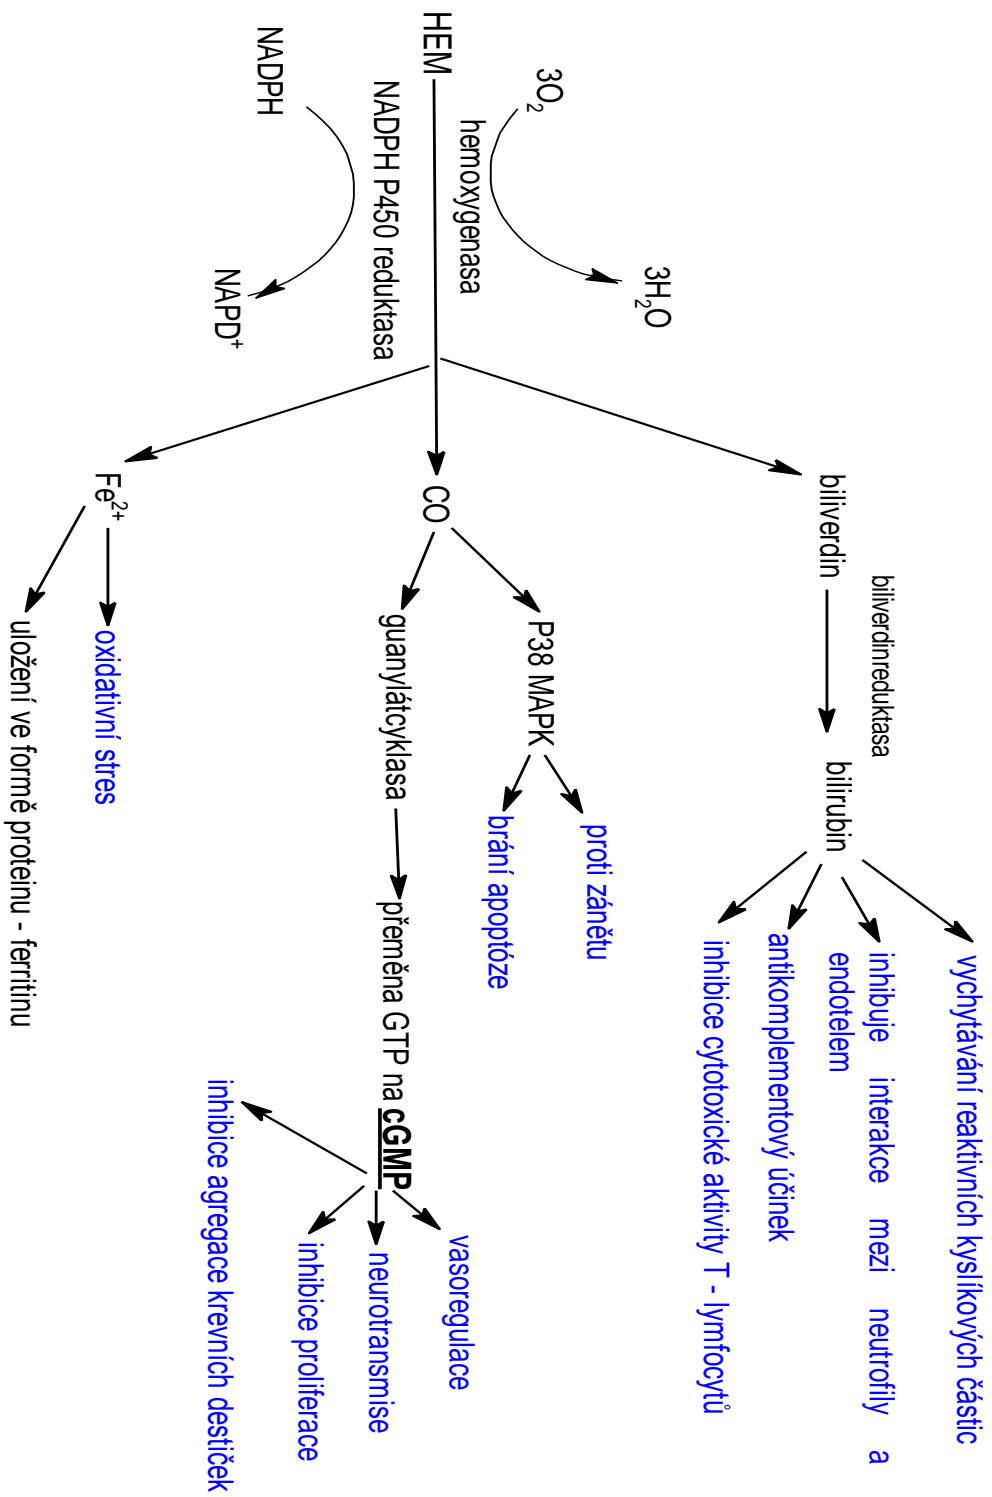 3O2
3H2O
HEM
hemoxygenasa
NADPH P450 reduktasa
NADPH
NAPD+
biliverdin
biliverdinreduktasa
bilirubin
vychytávání reaktivních kyslíkových částic
inhibuje interakce mezi neutrofily a
endotelem
antikomplementový účinek
inhibice cytotoxické aktivity T - lymfocytů
CO
P38 MAPK
proti zánětu
brání apoptóze
guanylátcyklasa
přeměna GTP na cGMP
vasoregulace
neurotransmise
inhibice proliferace
inhibice agregace krevních destiček
Fe2+
oxidativní stres
uložení ve formě proteinu - ferritinu